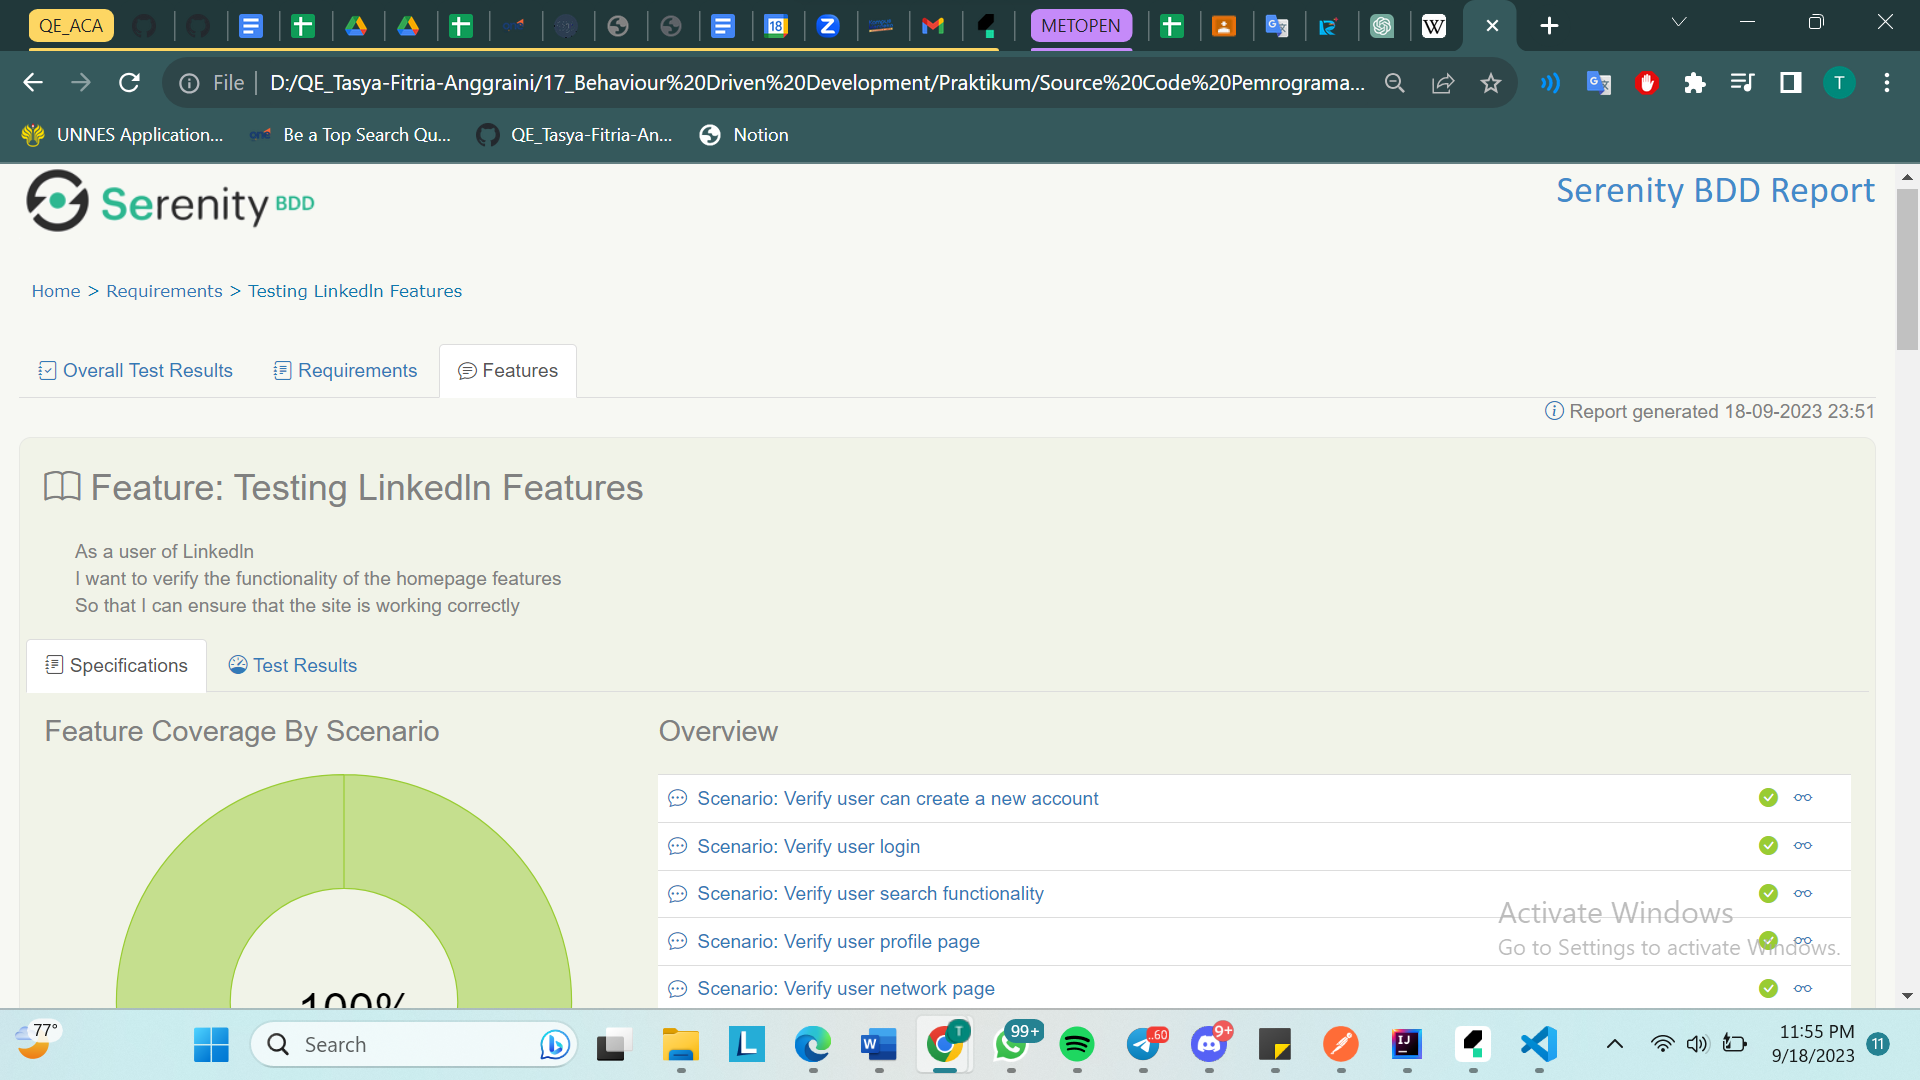 QE_ACA
METOPEN
File
D:/QE_Tasya-Fitria-Anggraini/17_Behaviour%20Driven%20Development/Praktikum/Source%20Code%20Pemrograma...
T
UNNES Application...
Be a Top Search Qu...
QE_Tasya-Fitria-An...
Notion
Serenity BDD
Serenity BDD Report
Home > Requirements > Testing LinkedIn Features
Overall Test Results
Requirements
Features
Report generated 18-09-2023 23:51
Feature: Testing LinkedIn Features
As a user of LinkedIn
I want to verify the functionality of the homepage features
So that I can ensure that the site is working correctly
Specifications
Test Results
Feature Coverage By Scenario
Overview
100%
Scenario: Verify user can create a new account
Scenario: Verify user login
Scenario: Verify user search functionality
Scenario: Verify user profile page
Scenario: Verify user network page
Activate Windows
Go to Settings to activate Windows.
77°
Search
T
99+
..60
9+
11:55 PM
9/18/2023
11